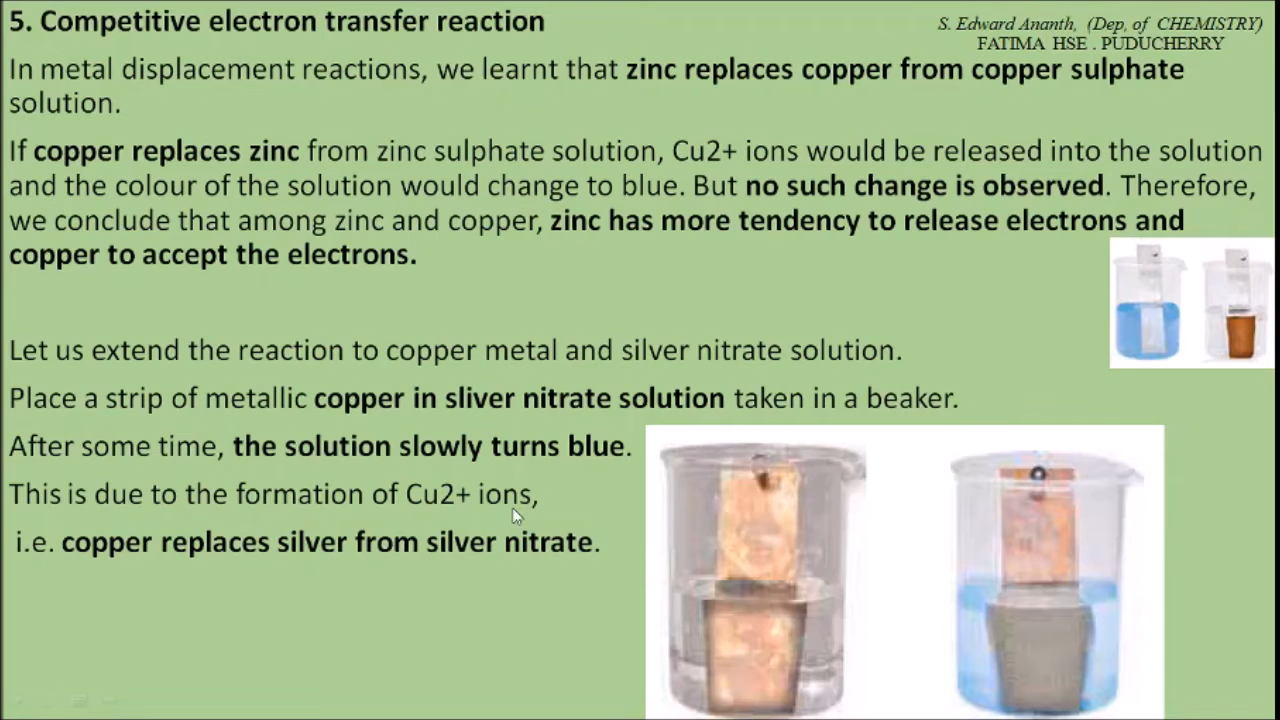 5. Competitive electron transfer reaction
S. Edward Ananth, (Dep, of CHEMISTRY)
FATIMA HSE . PUDUCHERRY
In metal displacement reactions, we learnt that zinc replaces copper from copper sulphate
solution.
If copper replaces zinc from zinc sulphate solution, Cu2+ ions would be released into the solution
and the colour of the solution would change to blue. But no such change is observed. Therefore,
we conclude that among zinc and copper, zinc has more tendency to release electrons and
copper to accept the electrons.
Let us extend the reaction to copper metal and silver nitrate solution.
Place a strip of metallic copper in sliver nitrate solution taken in a beaker.
After some time, the solution slowly turns blue.
This is due to the formation of Cu2+ ions,
i.e. copper replaces silver from silver nitrate.